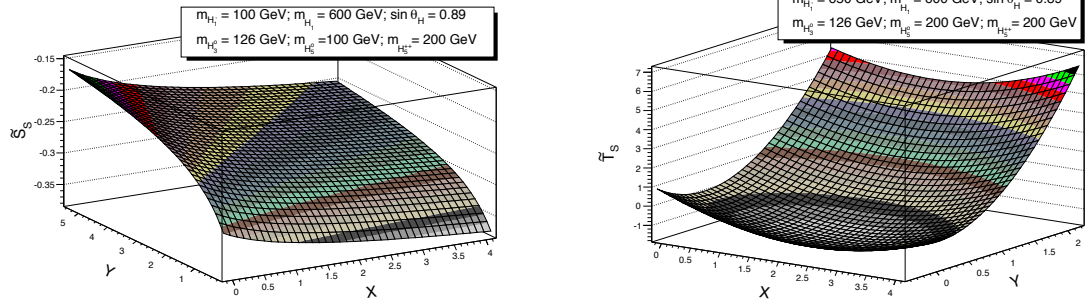 m_{H_1} = 100 GeV; m_{H_1} = 600 GeV; sin θ_H = 0.89
m_{H_3^0} = 126 GeV; m_{H_S^0} =100 GeV; m_{H_S^{++}} = 200 GeV
-0.15
-0.2
-0.25
-0.3
-0.35
S̃_S
5
4
3
2
1
Y
0 0.5 1 1.5 2 2.5 3 3.5 4
X
m_{H_3^0} = 126 GeV; m_{H_S^0} = 200 GeV; m_{H_S^{++}} = 200 GeV
7
6
5
4
3
2
1
0
-1
T̃_S
0 0.5 1 1.5 2 2.5 3 3.5 4
X
0
0.5
1
1.5
2
Y